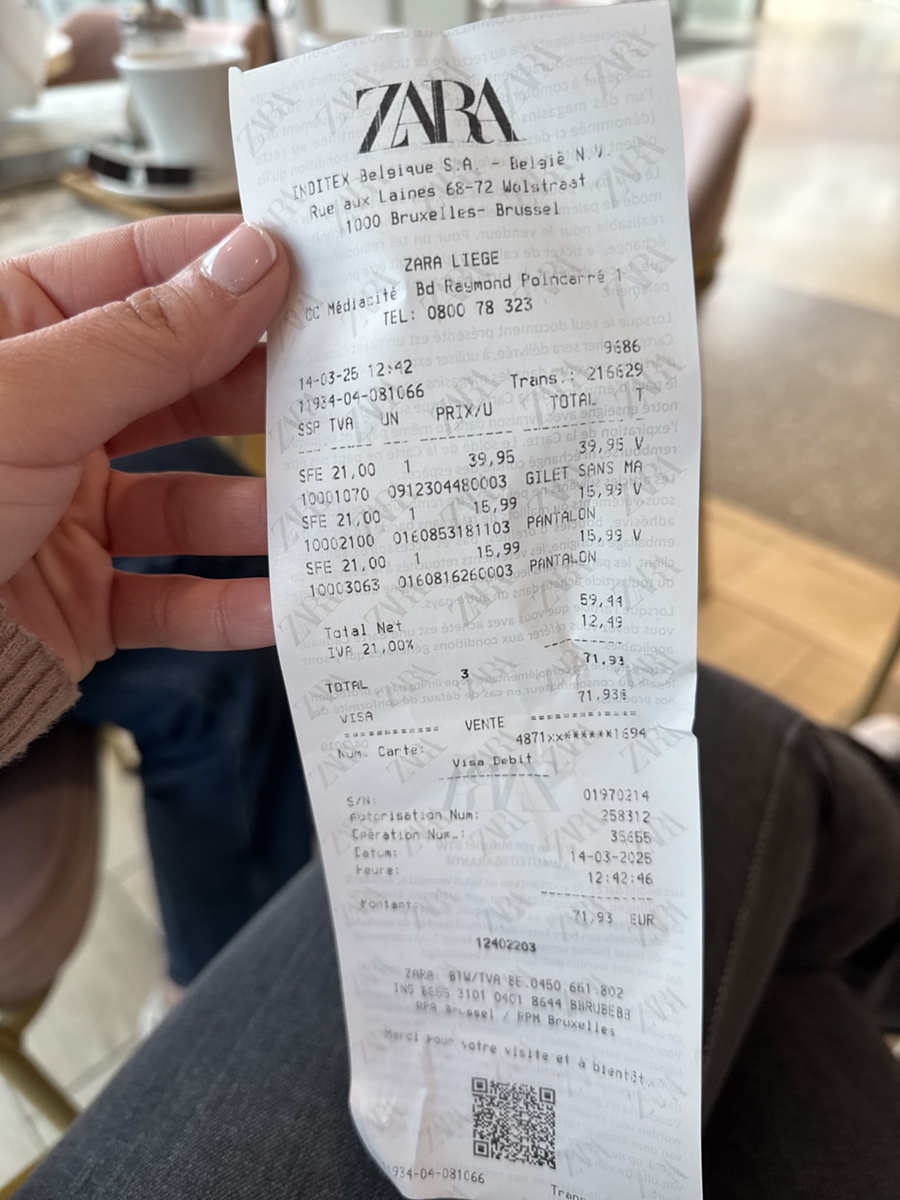 ZARA
INDITEX Belgique S.A. - België N.V.
Rue aux Laines 68-72 Wolstraat
1000 Bruxelles- Brussel
ZARA LIEGE
CC Médiacité Bd Raymond Poincarré 1
TEL: 0800 78 323
9686
14-03-25 12:42
11934-04-081066 Trans.: 216629
SSP TVA UN PRIX/U TOTAL T
SFE 21,00 1 39,95 39,95 V
10001070 0912304480003 GILET SANS MA
SFE 21,00 1 15,99 15,99 V
10002100 0160853181103 PANTALON
SFE 21,00 1 15,99 15,99 V
10003063 0160816260003 PANTALON
Total Net 59,44
IVA 21,00% 12,49
TOTAL 3 71,93
VISA 71,93€
============= VENTE =============
Num. Carte: 4871xx******1694
Visa Debit
S/N: 01970214
Autorisation Num: 258312
Opération Num.: 35655
Datum: 14-03-2025
Heure: 12:42:46
Montant: 71,93 EUR
12402203
ZARA: BTW/TVA BE.0450.661.802
ING BE55 3101 0401 8644 BBRUBEBB
RPR Brussel / RPM Bruxelles
Merci pour votre visite et à bientôt.
1934-04-081066 Tran